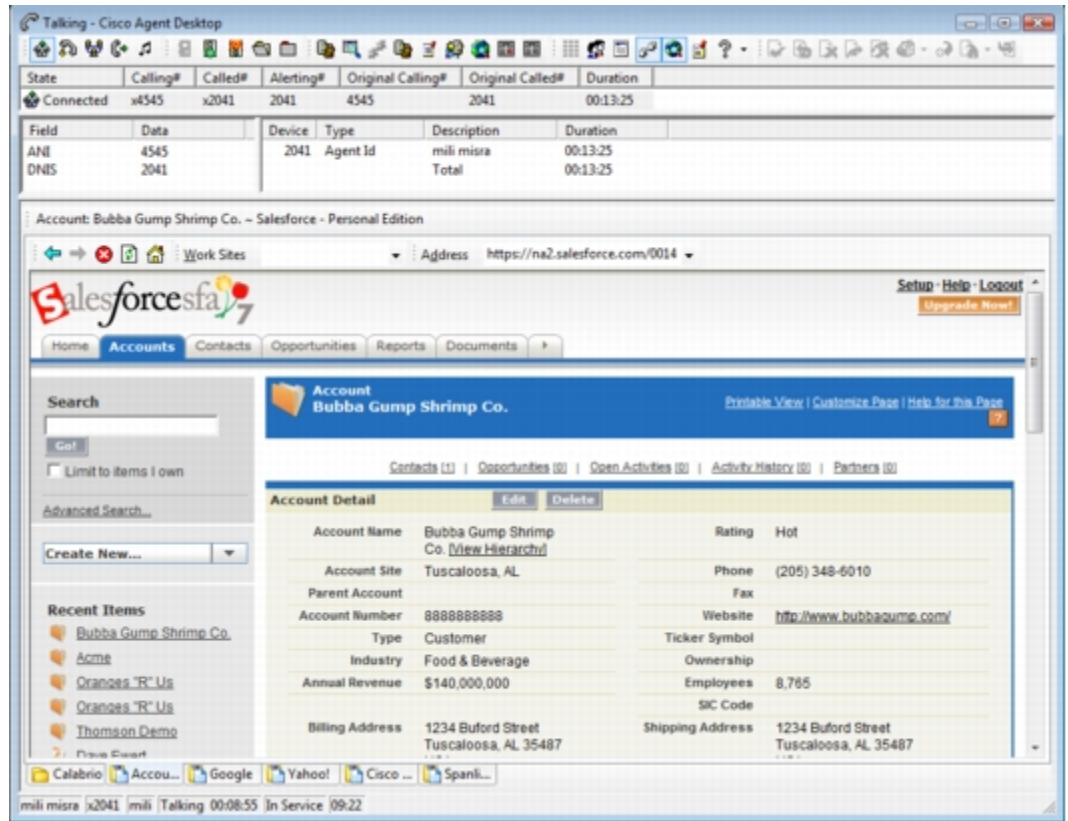 Talking - Cisco Agent Desktop
State Calling# Called# Alerting# Original Calling# Original Called# Duration
Connected x4545 x2041 2041 4545 2041 00:13:25
Field Data
ANI 4545
DNIS 2041
Device Type Description Duration
2041 Agent Id mili misra 00:13:25
Total 00:13:25
Account: Bubba Gump Shrimp Co. ~ Salesforce - Personal Edition
Work Sites Address https://na2.salesforce.com/0014
Setup · Help · Logout
salesforcesfa 7
Upgrade Now!
Home Accounts Contacts Opportunities Reports Documents
Search
Go!
Limit to items I own
Advanced Search...
Create New...
Recent Items
Bubba Gump Shrimp Co.
Acme
Oranges "R" Us
Oranges "R" Us
Thomson Demo
Dave Ewart
Account
Bubba Gump Shrimp Co.
Printable View | Customize Page | Help for this Page
?
Contacts [1] | Opportunities [0] | Open Activities [0] | Activity History [0] | Partners [0]
Account Detail Edit Delete
Account Name Bubba Gump Shrimp Co. [View Hierarchy] Rating Hot
Account Site Tuscaloosa, AL Phone (205) 348-6010
Parent Account Fax
Account Number 8888888888 Website http://www.bubbagump.com/
Type Customer Ticker Symbol
Industry Food & Beverage Ownership
Annual Revenue $140,000,000 Employees 8,765
SIC Code
Billing Address 1234 Buford Street Shipping Address 1234 Buford Street
Tuscaloosa, AL 35487 Tuscaloosa, AL 35487
Calabrio Accou... Google Yahoo! Cisco ... Spanli...
mili misra x2041 mili Talking 00:08:55 In Service 09:22